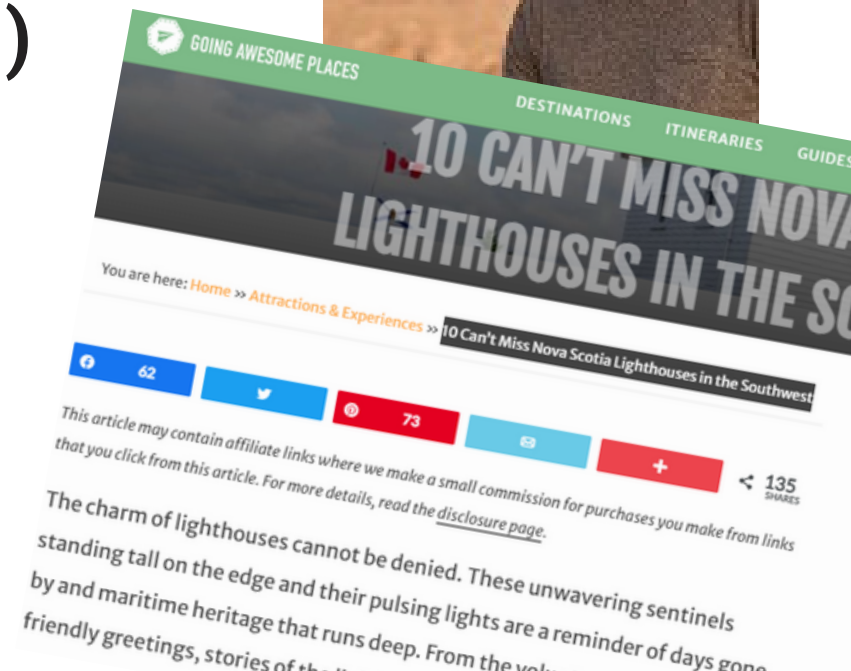 )
GOING AWESOME PLACES
DESTINATIONS ITINERARIES GUIDES
10 CAN'T MISS NOVA
LIGHTHOUSES IN THE
You are here: Home » Attractions & Experiences » 10 Can't Miss Nova Scotia Lighthouses in the Southwest
62
73
135
SHARES
This article may contain affiliate links where we make a small commission for purchases you make from links
that you click from this article. For more details, read the disclosure page.
The charm of lighthouses cannot be denied. These unwavering sentinels
standing tall on the edge and their pulsing lights are a reminder of days gone
by and maritime heritage that runs deep. From the
friendly greetings, stories of